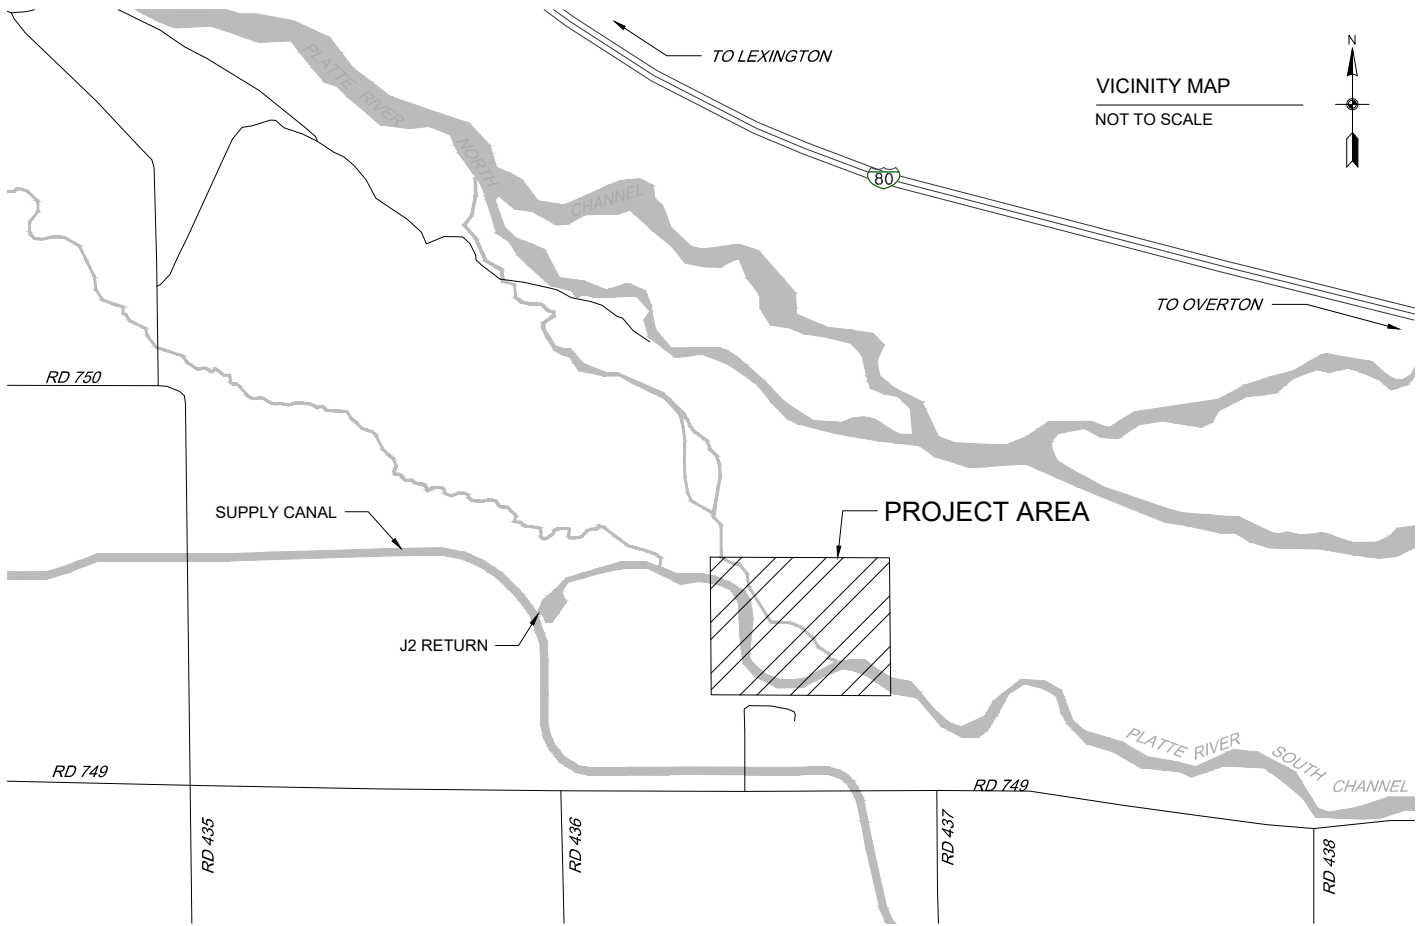 TO LEXINGTON
N
VICINITY MAP
NOT TO SCALE
PLATTE RIVER
NORTH
CHANNEL
80
TO OVERTON
RD 750
SUPPLY CANAL
PROJECT AREA
J2 RETURN
PLATTE RIVER
SOUTH
CHANNEL
RD 749
RD 749
RD 435
RD 436
RD 437
RD 438